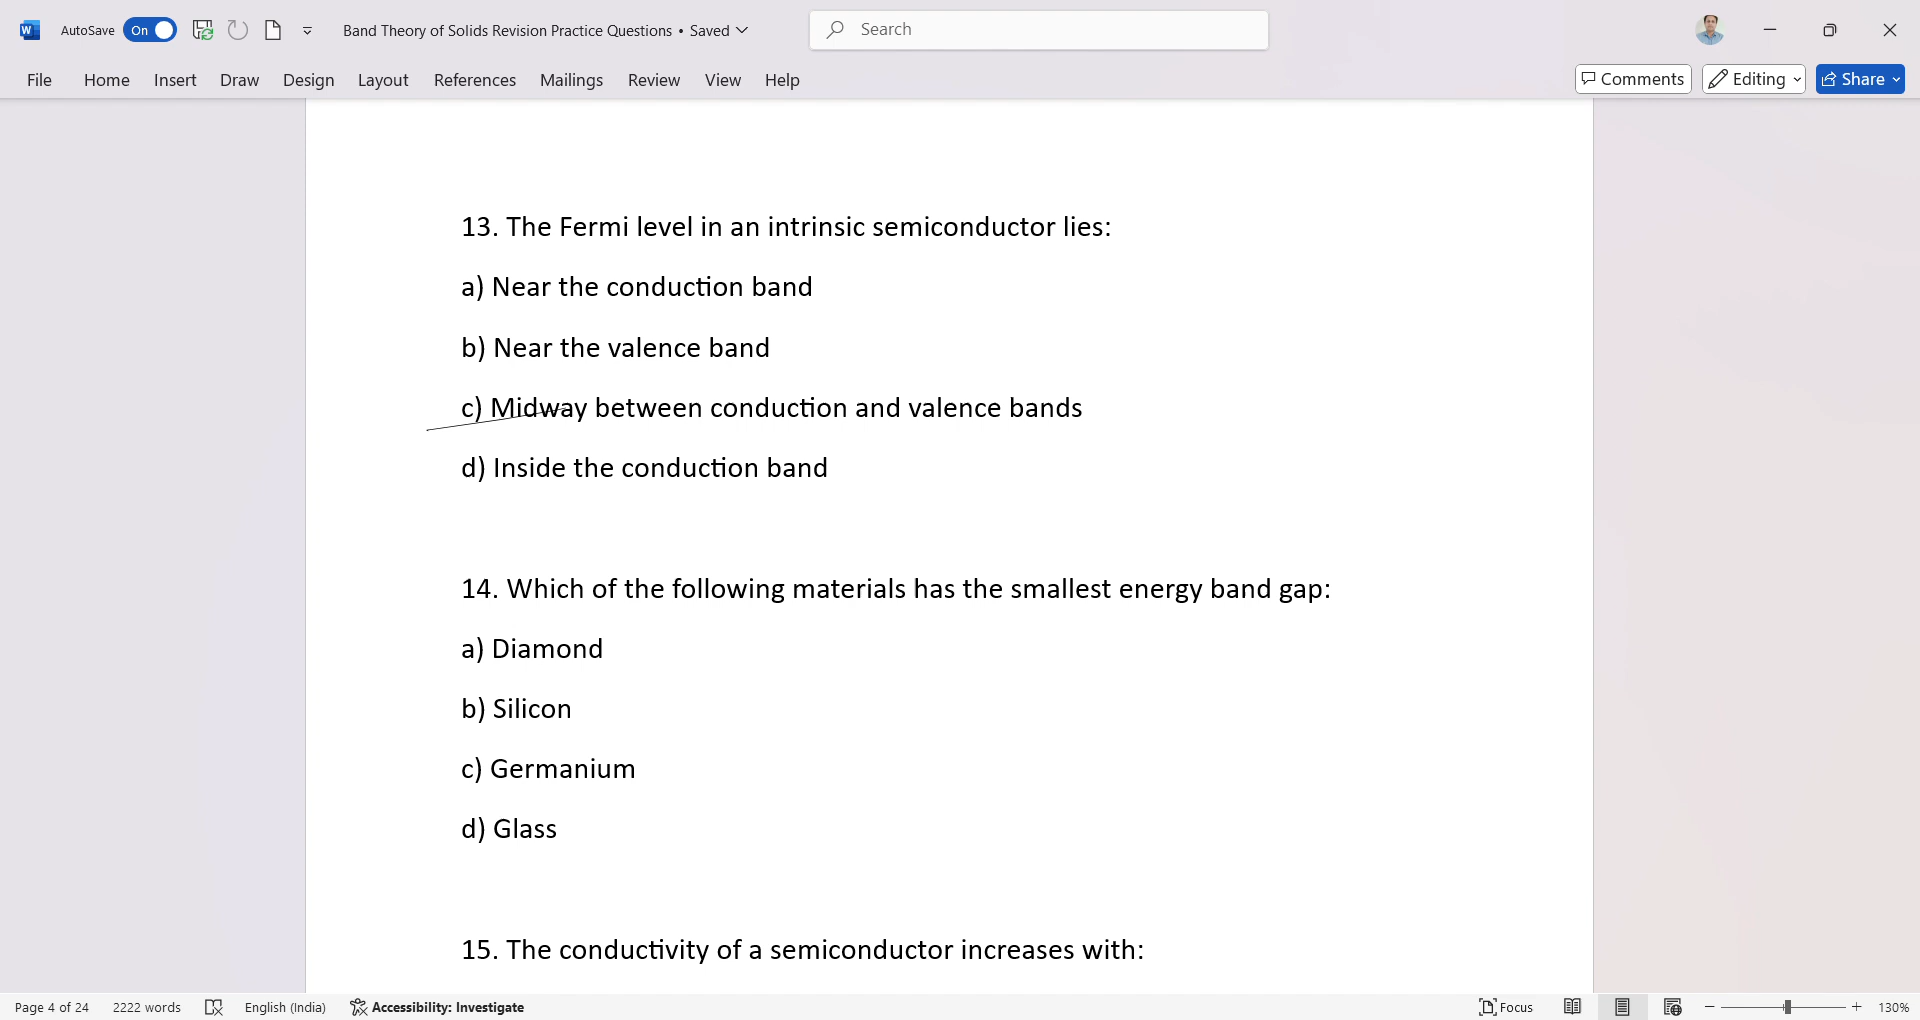 AutoSave On Band Theory of Solids Revision Practice Questions • Saved Search
File Home Insert Draw Design Layout References Mailings Review View Help Comments Editing Share
13. The Fermi level in an intrinsic semiconductor lies:
a) Near the conduction band
b) Near the valence band
c) Midway between conduction and valence bands
d) Inside the conduction band
14. Which of the following materials has the smallest energy band gap:
a) Diamond
b) Silicon
c) Germanium
d) Glass
15. The conductivity of a semiconductor increases with:
Page 4 of 24 2222 words English (India) Accessibility: Investigate Focus 130%